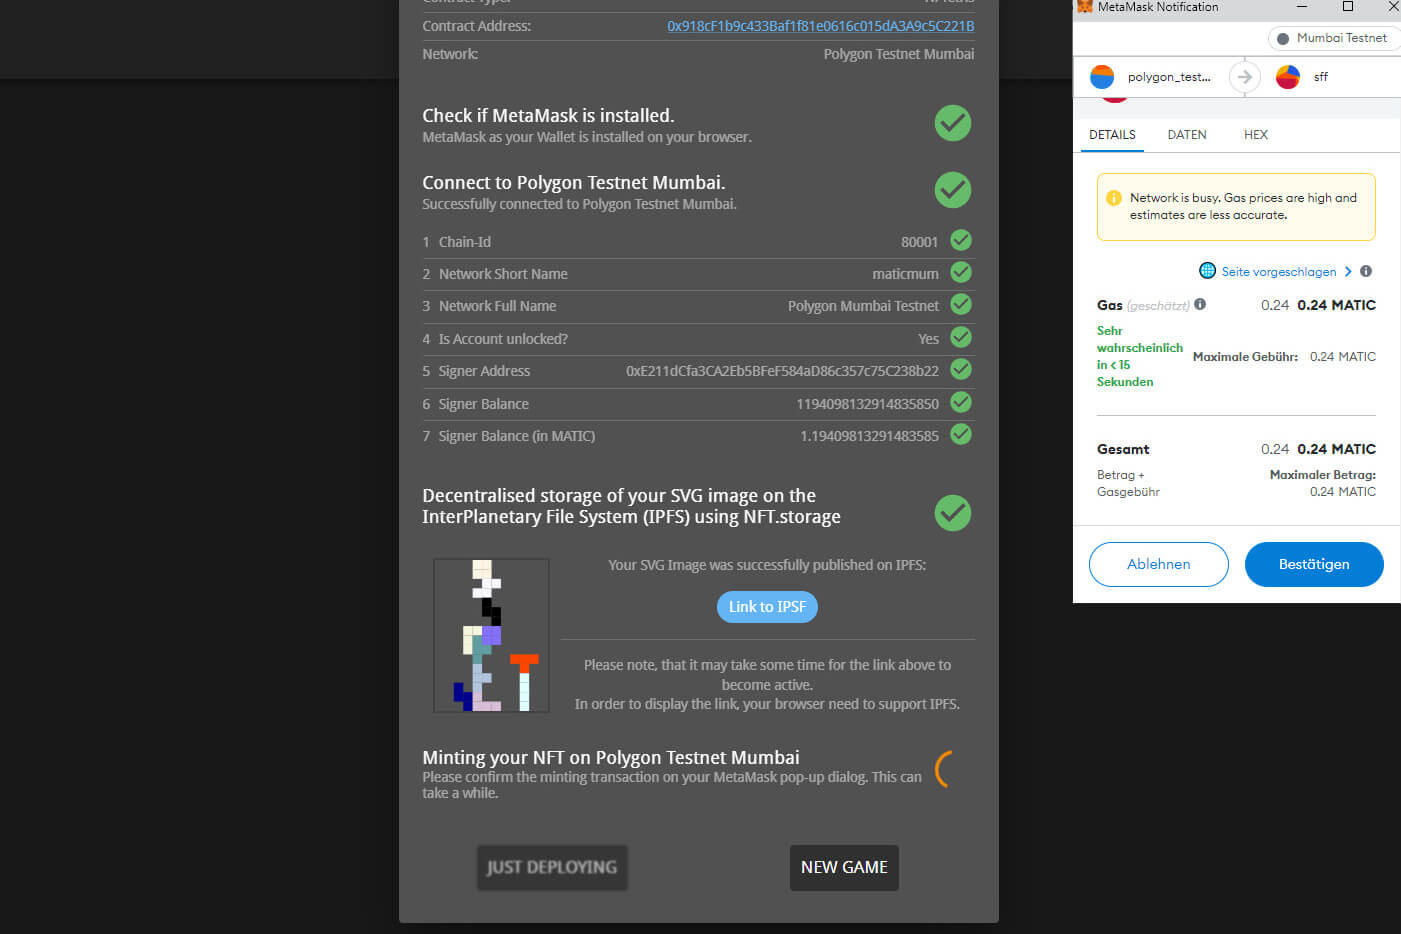 Contract Type:
NFTetris
Contract Address:
0x918cF1b9c433Baf1f81e0616c015dA3A9c5C221B
Network:
Polygon Testnet Mumbai
Check if MetaMask is installed.
MetaMask as your Wallet is installed on your browser.
Connect to Polygon Testnet Mumbai.
Successfully connected to Polygon Testnet Mumbai.
1 Chain-Id 80001
2 Network Short Name maticmum
3 Network Full Name Polygon Mumbai Testnet
4 Is Account unlocked? Yes
5 Signer Address 0xE211dCfa3CA2Eb5BFeF584aD86c357c75C238b22
6 Signer Balance 1194098132914835850
7 Signer Balance (in MATIC) 1.19409813291483585
Decentralised storage of your SVG image on the
InterPlanetary File System (IPFS) using NFT.storage
Your SVG Image was successfully published on IPFS:
Link to IPSF
Please note, that it may take some time for the link above to
become active.
In order to display the link, your browser need to support IPFS.
Minting your NFT on Polygon Testnet Mumbai
Please confirm the minting transaction on your MetaMask pop-up dialog. This can
take a while.
JUST DEPLOYING
NEW GAME
MetaMask Notification
Mumbai Testnet
polygon_test...
sff
DETAILS DATEN HEX
Network is busy. Gas prices are high and
estimates are less accurate.
Seite vorgeschlagen
Gas (geschätzt) 0.24 0.24 MATIC
Sehr
wahrscheinlich
in < 15
Sekunden
Maximale Gebühr: 0.24 MATIC
Gesamt 0.24 0.24 MATIC
Betrag +
Gasgebühr
Maximaler Betrag:
0.24 MATIC
Ablehnen
Bestätigen